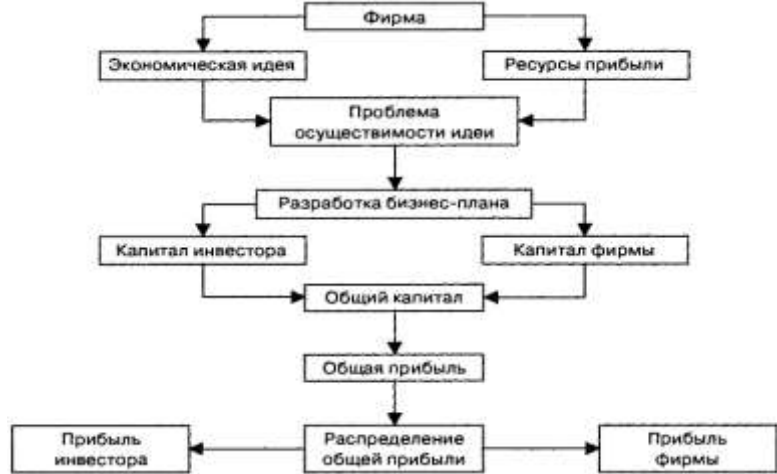 Фирма
Экономическая идея
Ресурсы прибыли
Проблема
осуществимости идеи
Разработка бизнес-плана
Капитал инвестора
Капитал фирмы
Общий капитал
Общая прибыль
Прибыль
инвестора
Распределение
общей прибыли
Прибыль
фирмы